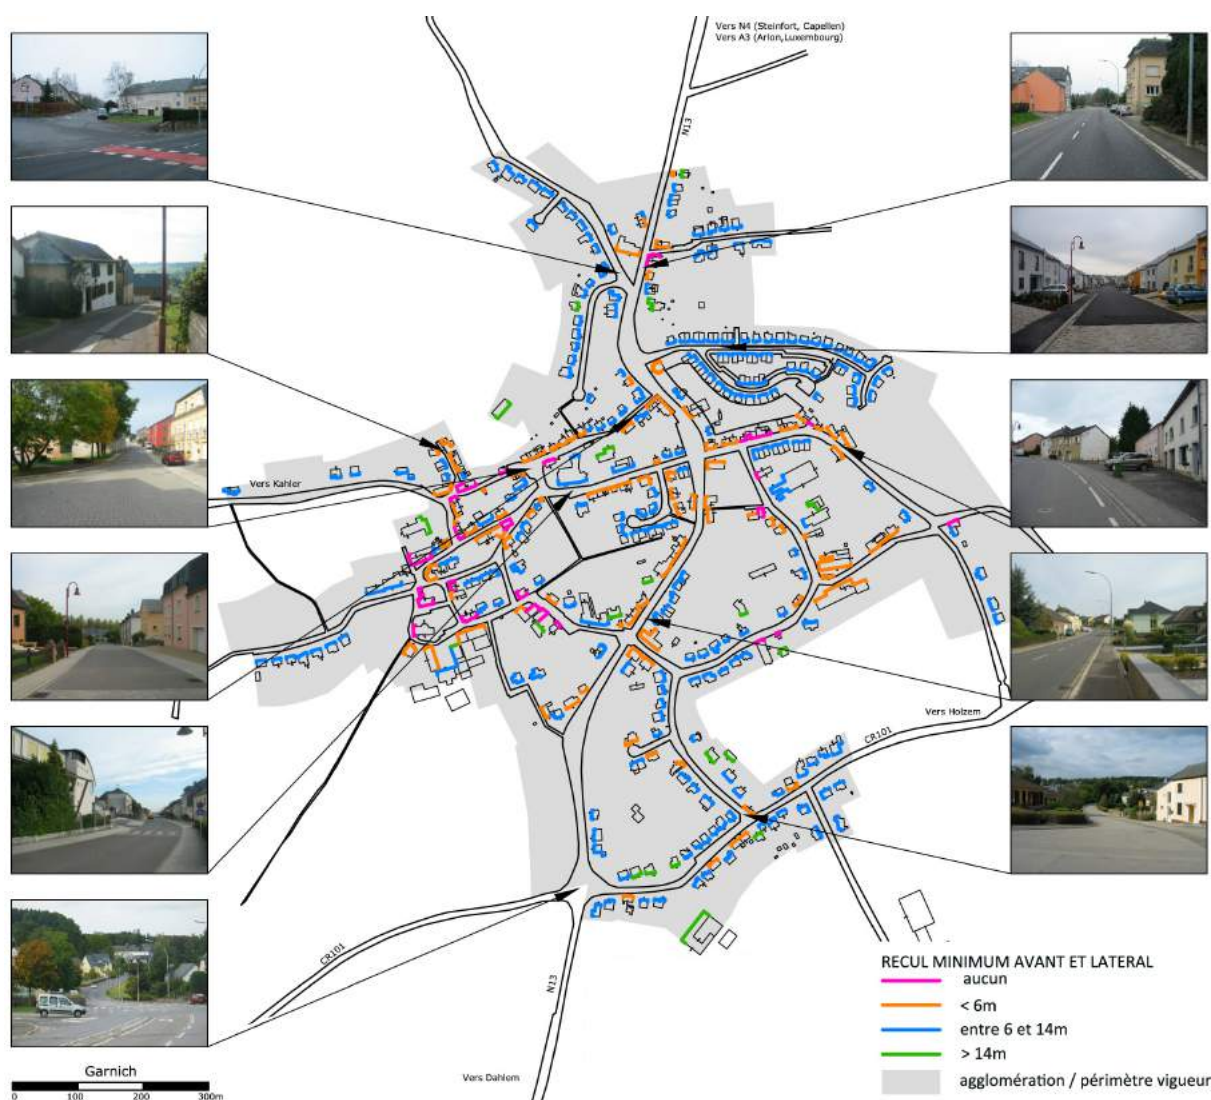 Vers N4 (Steinfort, Capellen)
Vers A3 (Arlon,Luxembourg)
N13
Vers Kahler
Vers Holzem
CR101
CR101
N13
Vers Dahlem
Garnich
0 100 200 300m
RECUL MINIMUM AVANT ET LATERAL
aucun
< 6m
entre 6 et 14m
> 14m
agglomération / périmètre vigueur